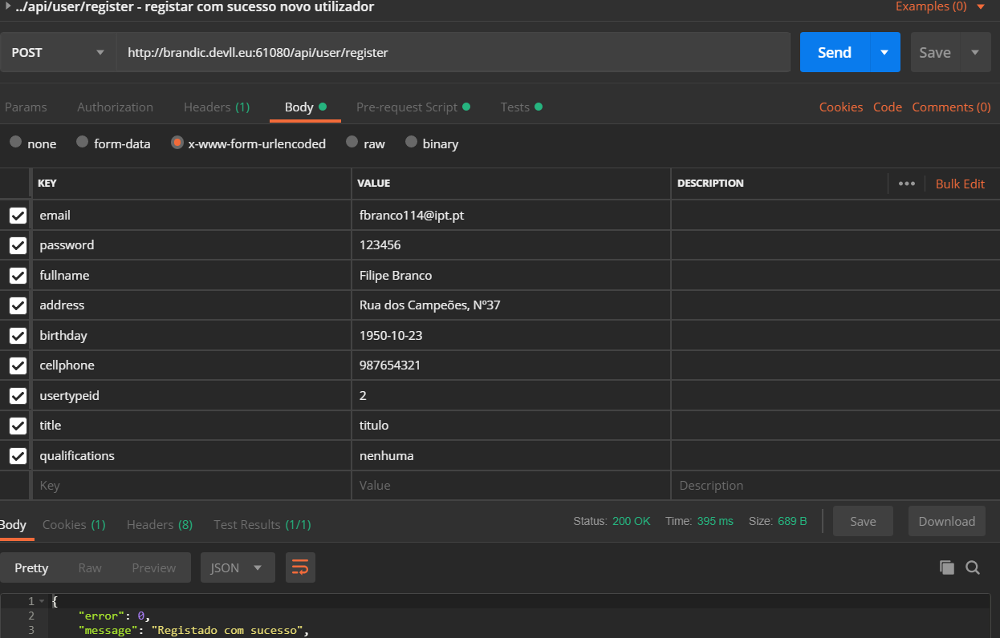 ../api/user/register - registar com sucesso novo utilizador Examples (0)
POST http://brandic.devll.eu:61080/api/user/register Send Save
Params Authorization Headers (1) Body Pre-request Script Tests Cookies Code Comments (0)
none form-data x-www-form-urlencoded raw binary
KEY VALUE DESCRIPTION ••• Bulk Edit
email fbranco114@ipt.pt
password 123456
fullname Filipe Branco
address Rua dos Campeões, Nº37
birthday 1950-10-23
cellphone 987654321
usertypeid 2
title titulo
qualifications nenhuma
Key Value Description
Body Cookies (1) Headers (8) Test Results (1/1) Status: 200 OK Time: 395 ms Size: 689 B Save Download
Pretty Raw Preview JSON
1 {
2 "error": 0,
3 "message": "Registado com sucesso",